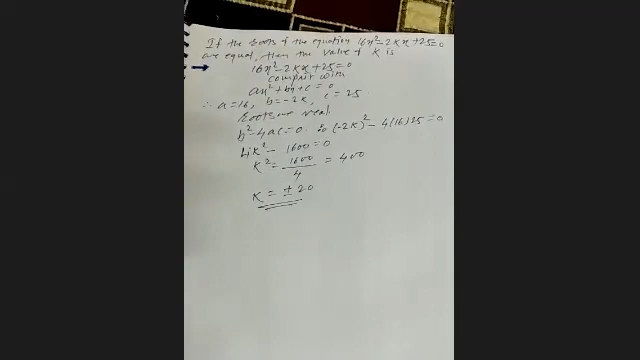 If the roots of the equation 16x²-2Kx+25=0
are equal, then the value of K is
→ 16x²-2Kx+25=0
compair with
ax²+bx+c=0
∴ a=16, b=-2K, c=25.
Roots are real
b²-4ac=0. ∴ (-2K)²-4(16)25=0
4K²-1600=0
K²=1600/4 = 400
K=±20